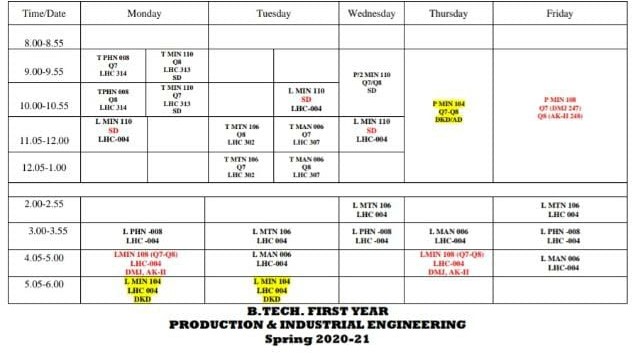 Time/Date Monday Tuesday Wednesday Thursday Friday
8.00-8.55
9.00-9.55
T PHN 008
Q7
LHC 314
T MIN 110
Q8
LHC 313
SD
P/2 MIN 110
Q7/Q8
SD
P MIN 104
Q7-Q8
DKD/AD
P MIN 108
Q7 (DMJ 247)
Q8 (AK-II 248)
10.00-10.55
TPHN 008
Q8
LHC 314
T MIN 110
Q7
LHC 313
SD
L MIN 110
SD
LHC-004
11.05-12.00
L MIN 110
SD
LHC-004
T MTN 106
Q8
LHC 302
T MAN 006
Q7
LHC 307
L MIN 110
SD
LHC-004
12.05-1.00
T MTN 106
Q7
LHC 302
T MAN 006
Q8
LHC 307
2.00-2.55
L MTN 106
LHC 004
L MTN 106
LHC 004
3.00-3.55
L PHN -008
LHC -004
L MTN 106
LHC 004
L PHN -008
LHC -004
L MAN 006
LHC-004
L PHN -008
LHC -004
4.05-5.00
LMIN 108 (Q7-Q8)
LHC-004
DMJ, AK-II
L MAN 006
LHC-004
LMIN 108 (Q7-Q8)
LHC-004
DMJ, AK-II
L MAN 006
LHC-004
5.05-6.00
L MIN 104
LHC 004
DKD
L MIN 104
LHC 004
DKD
B.TECH. FIRST YEAR
PRODUCTION & INDUSTRIAL ENGINEERING
Spring 2020-21